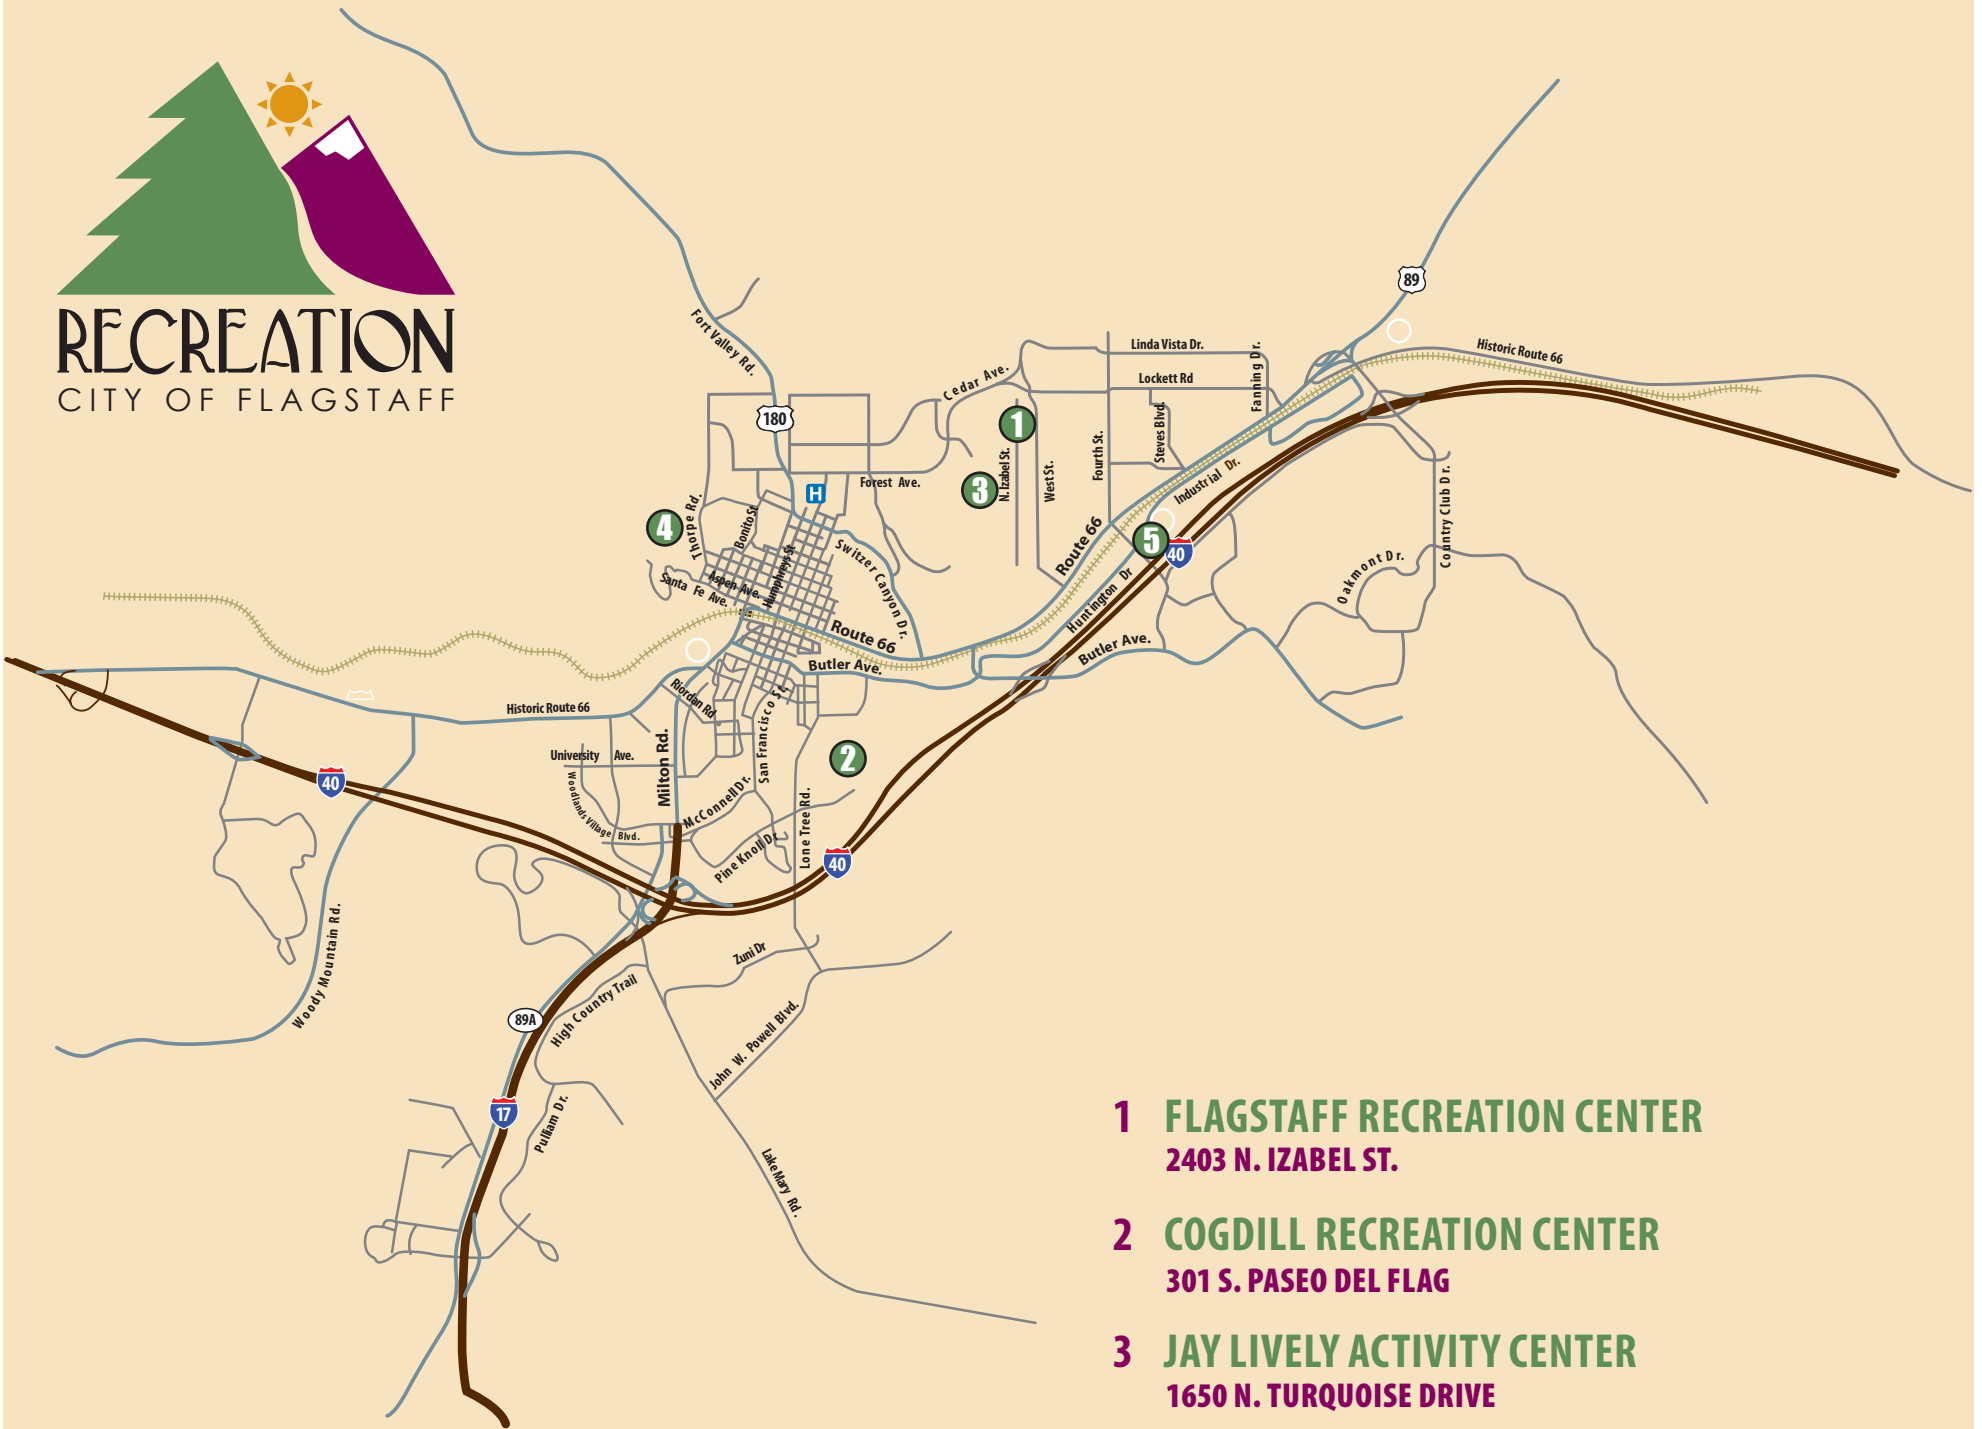 RECREATION
CITY OF FLAGSTAFF
89
Fort Valley Rd.
Historic Route 66
Linda Vista Dr.
Fanning Dr.
Cedar Ave.
Lockett Rd
180
1
Steves Blvd.
Fourth St.
N. Izabel St.
West St.
Industrial Dr.
Country Club Dr.
Forest Ave.
H
3
Thorpe Rd.
Bonito St
4
Route 66
5
40
Switzer Canyon Dr.
Humphreys St
Aspen Ave.
Santa Fe Ave.
Huntington Dr
Oakmont Dr.
Route 66
Butler Ave.
Butler Ave.
Riordan Rd
San Francisco St.
Historic Route 66
University Ave.
Milton Rd.
2
Woodlands Village Blvd.
McConnell Dr.
Lone Tree Rd.
Pine Knoll Dr
40
40
Woody Mountain Rd.
Zuni Dr
High Country Trail
89A
John W. Powell Blvd.
17
Pulliam Dr.
Lake Mary Rd.
1 FLAGSTAFF RECREATION CENTER
2403 N. IZABEL ST.
2 COGDILL RECREATION CENTER
301 S. PASEO DEL FLAG
3 JAY LIVELY ACTIVITY CENTER
1650 N. TURQUOISE DRIVE